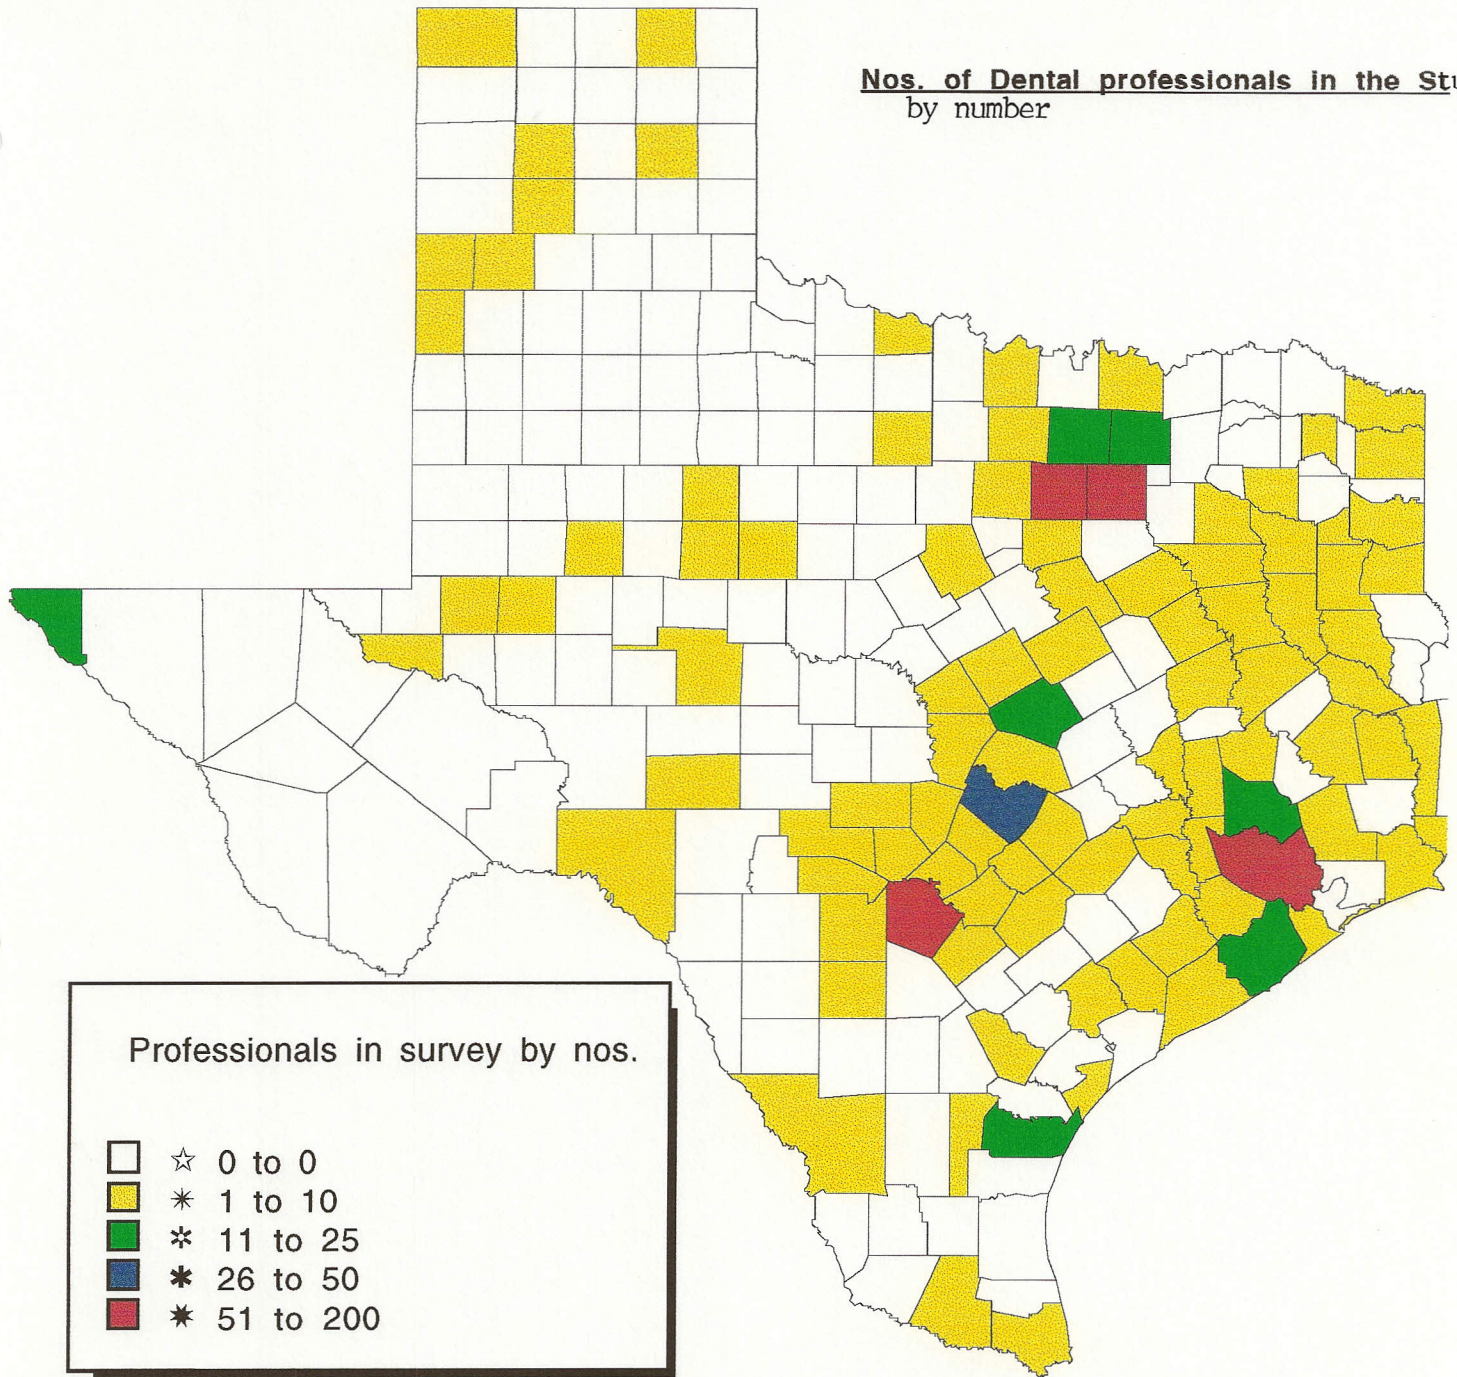 Nos. of Dental professionals in the
by number
Professionals in survey by nos.
☆ 0 to 0
✴ 1 to 10
✲ 11 to 25
✱ 26 to 50
✷ 51 to 200